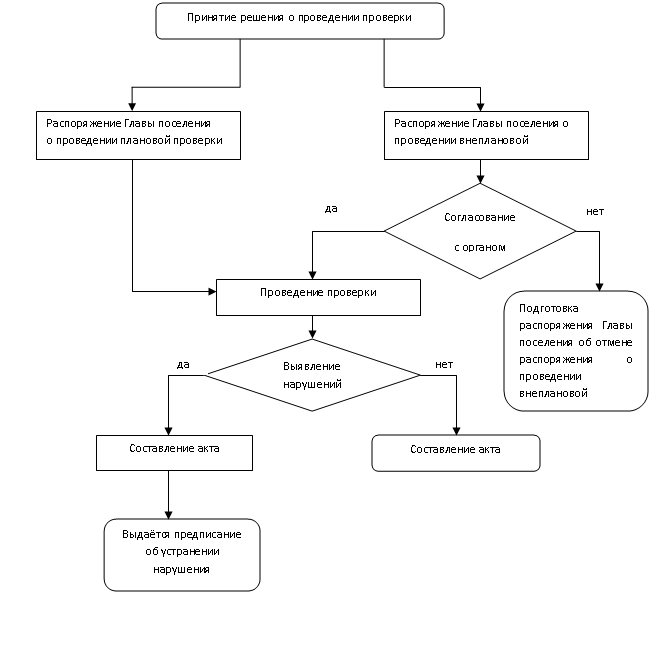 Принятие решения о проведении проверки
Распоряжение Главы поселения
о проведении плановой проверки
Распоряжение Главы поселения о
проведении внеплановой
да
Согласование
с органом
нет
Проведение проверки
Подготовка
распоряжения Главы
поселения об отмене
распоряжения о
проведении
внеплановой
да
Выявление
нарушений
нет
Составление акта
Составление акта
Выдаётся предписание
об устранении
нарушения